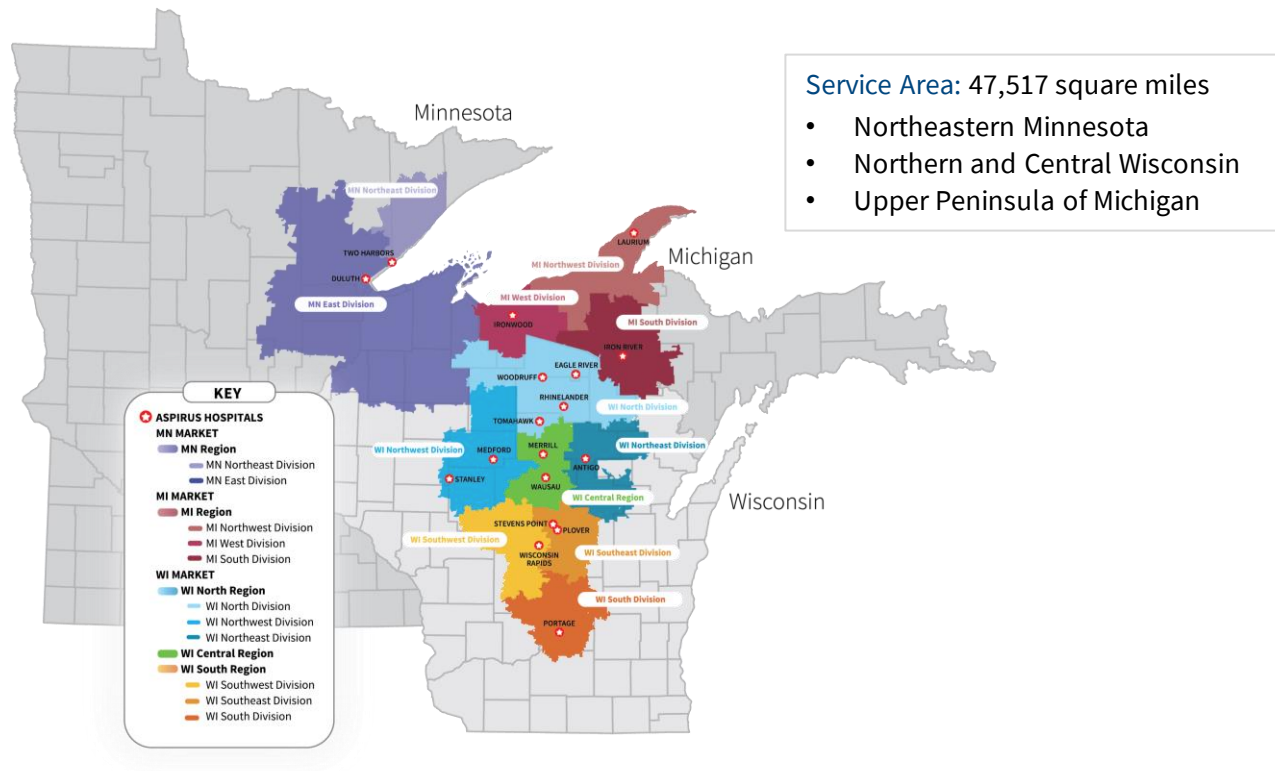 Minnesota
Service Area: 47,517 square miles
• Northeastern Minnesota
• Northern and Central Wisconsin
• Upper Peninsula of Michigan
MN Northeast Division
TWO HARBORS
DULUTH
MN East Division
LAURIUM
Michigan
MI Northwest Division
MI West Division
IRONWOOD
MI South Division
IRON RIVER
EAGLE RIVER
WOODRUFF
RHINELANDER
WI North Division
TOMAHAWK
WI Northwest Division
MEDFORD
MERRILL
WI Northeast Division
ANTIGO
STANLEY
WAUSAU
WI Central Region
Wisconsin
STEVENS POINT
PLOVER
WI Southwest Division
WISCONSIN
RAPIDS
WI Southeast Division
WI South Division
PORTAGE
KEY
ASPIRUS HOSPITALS
MN MARKET
MN Region
MN Northeast Division
MN East Division
MI MARKET
MI Region
MI Northwest Division
MI West Division
MI South Division
WI MARKET
WI North Region
WI North Division
WI Northwest Division
WI Northeast Division
WI Central Region
WI South Region
WI Southwest Division
WI Southeast Division
WI South Division